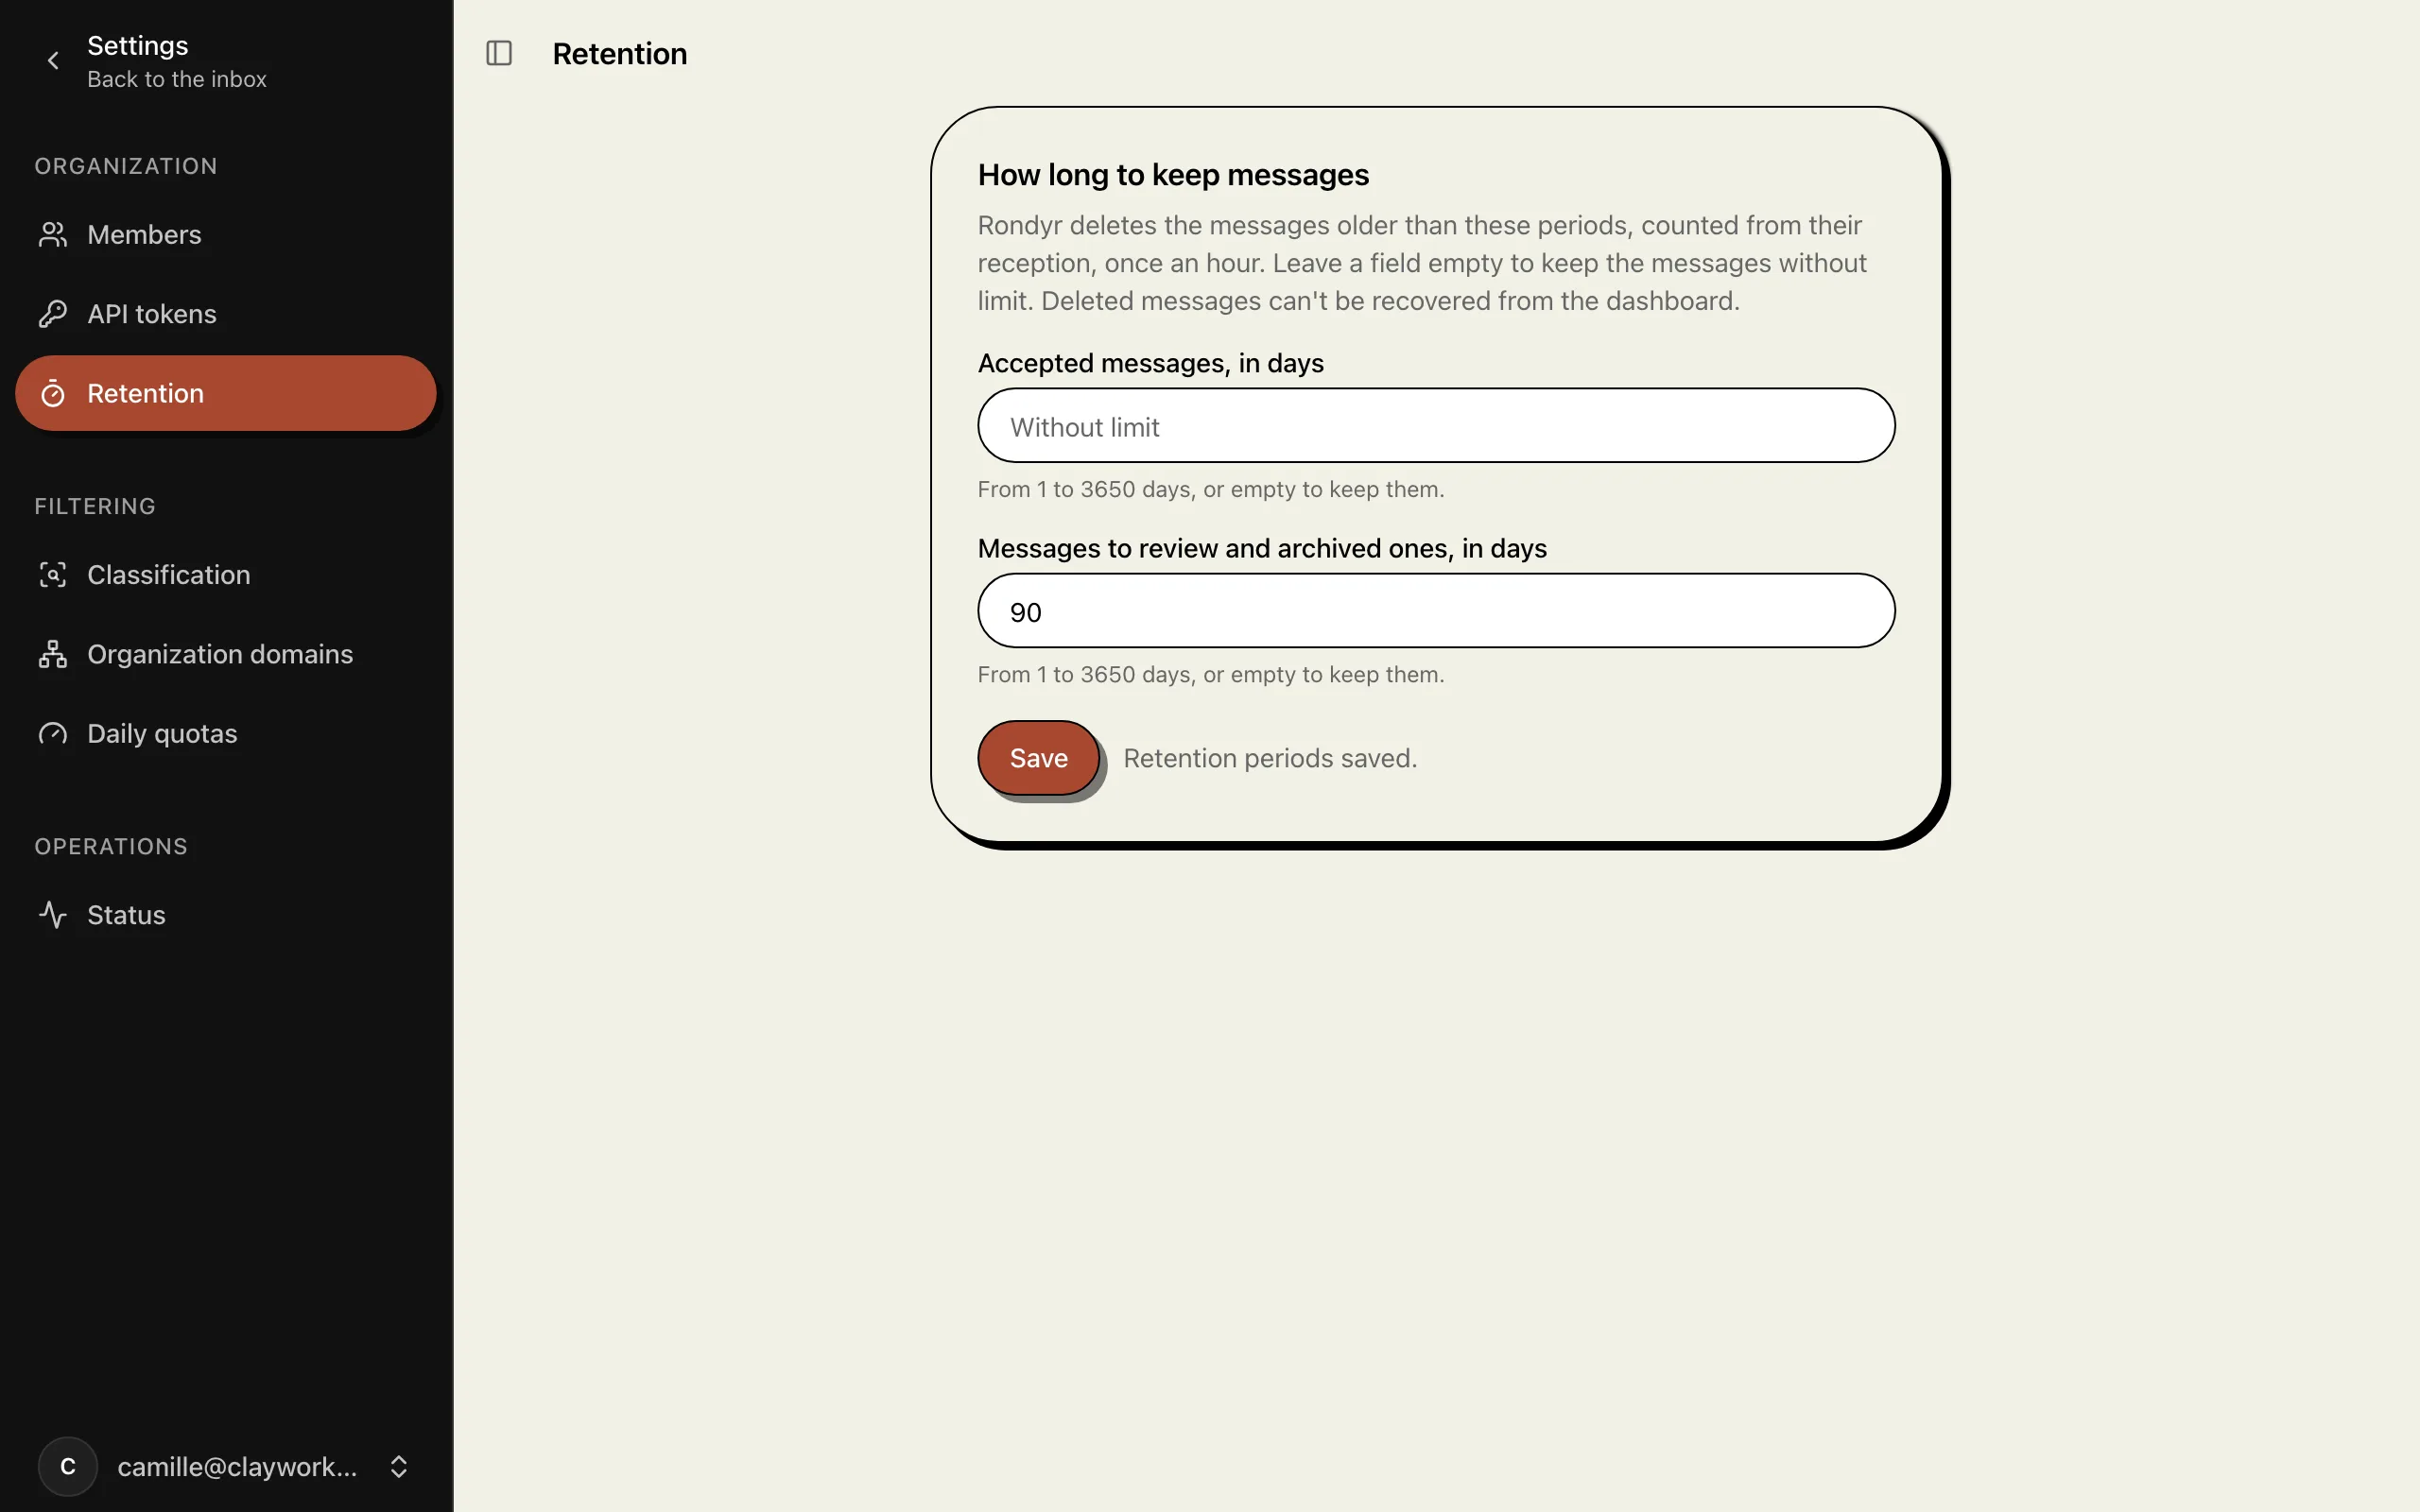 Settings
Back to the inbox
ORGANIZATION
Members
API tokens
Retention
FILTERING
Classification
Organization domains
Daily quotas
OPERATIONS
Status
C
camille@claywork...
Retention
How long to keep messages
Rondyr deletes the messages older than these periods, counted from their
reception, once an hour. Leave a field empty to keep the messages without
limit. Deleted messages can't be recovered from the dashboard.
Accepted messages, in days
Without limit
From 1 to 3650 days, or empty to keep them.
Messages to review and archived ones, in days
90
From 1 to 3650 days, or empty to keep them.
Save
Retention periods saved.